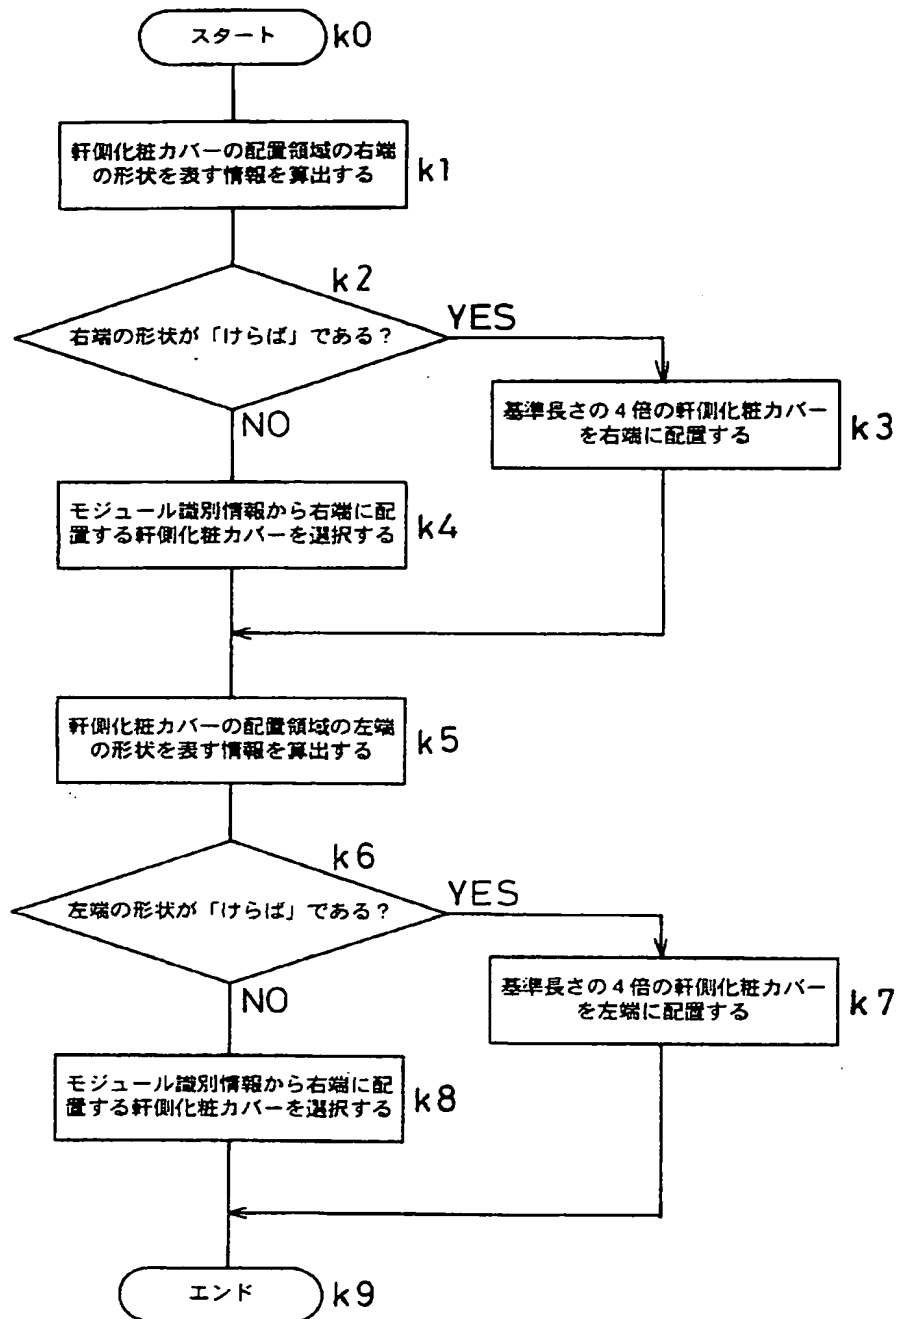 スタート
k0
軒側化粧カバーの配置領域の右端
の形状を表す情報を算出する
k1
k2
右端の形状が「けらば」である?
YES
NO
基準長さの4倍の軒側化粧カバー
を右端に配置する
k3
モジュール識別情報から右端に配
置する軒側化粧カバーを選択する
k4
軒側化粧カバーの配置領域の左端
の形状を表す情報を算出する
k5
k6
左端の形状が「けらば」である?
YES
NO
基準長さの4倍の軒側化粧カバー
を左端に配置する
k7
モジュール識別情報から右端に配
置する軒側化粧カバーを選択する
k8
エンド
k9